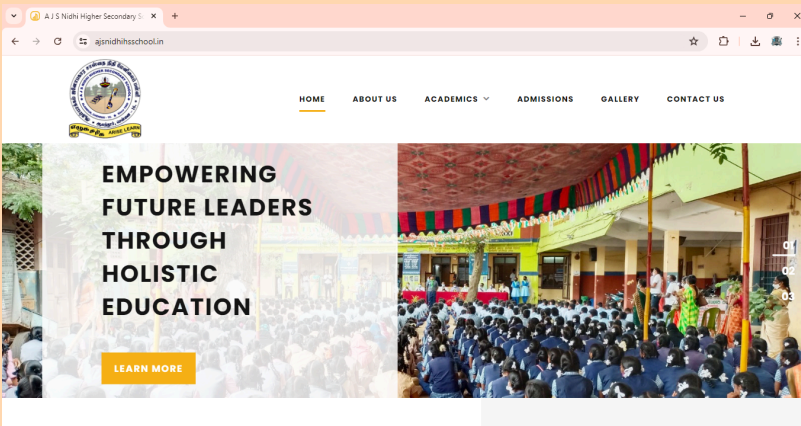 A J S Nidhi Higher Secondary S
ajsnidhihsschool.in
ARISE LEARN
HOME
ABOUT US
ACADEMICS
ADMISSIONS
GALLERY
CONTACT US
EMPOWERING
FUTURE LEADERS
THROUGH
HOLISTIC
EDUCATION
LEARN MORE
01
02
03